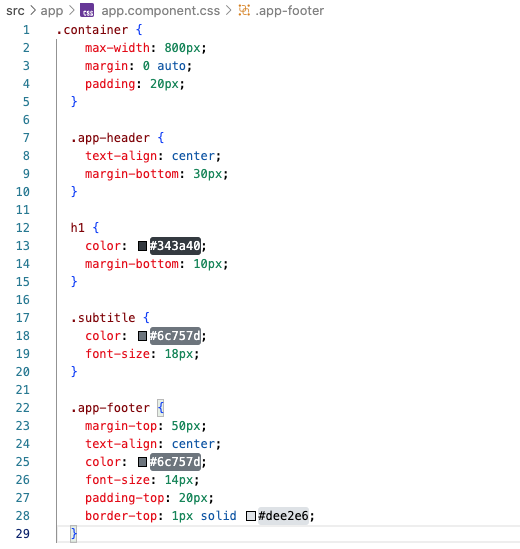 src > app > CSS app.component.css > .app-footer
1 .container {
2 max-width: 800px;
3 margin: 0 auto;
4 padding: 20px;
5 }
6
7 .app-header {
8 text-align: center;
9 margin-bottom: 30px;
10 }
11
12 h1 {
13 color: #343a40;
14 margin-bottom: 10px;
15 }
16
17 .subtitle {
18 color: #6c757d;
19 font-size: 18px;
20 }
21
22 .app-footer {
23 margin-top: 50px;
24 text-align: center;
25 color: #6c757d;
26 font-size: 14px;
27 padding-top: 20px;
28 border-top: 1px solid #dee2e6;
29 }